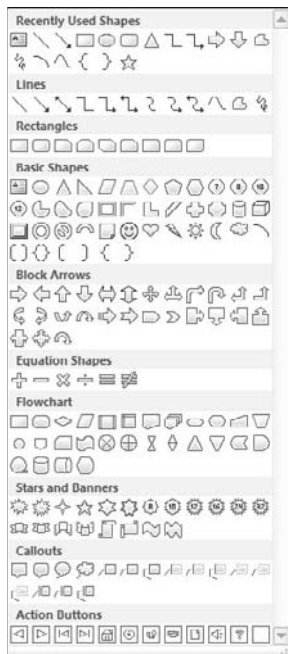 Recently Used Shapes
Lines
Rectangles
Basic Shapes
Block Arrows
Equation Shapes
Flowchart
Stars and Banners
Callouts
Action Buttons